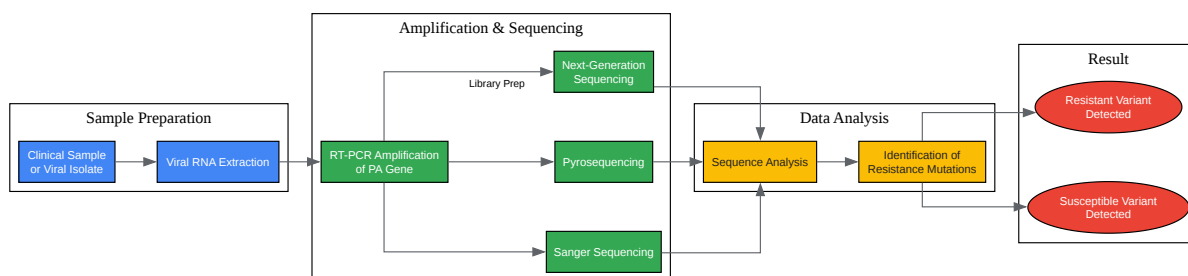 Sample Preparation
Clinical Sample
or Viral Isolate
Viral RNA Extraction
Amplification & Sequencing
RT-PCR Amplification
of PA Gene
Library Prep
Next-Generation
Sequencing
Pyrosequencing
Sanger Sequencing
Data Analysis
Sequence Analysis
Identification of
Resistance Mutations
Result
Resistant Variant
Detected
Susceptible Variant
Detected